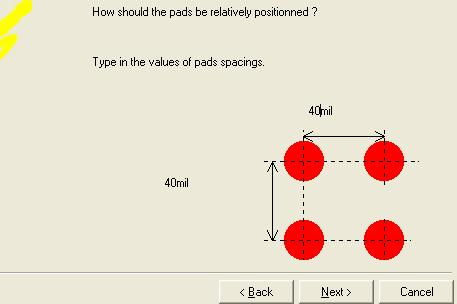 How should the pads be relatively positionned ?
Type in the values of pads spacings.
40mil
40mil
< Back
Next >
Cancel